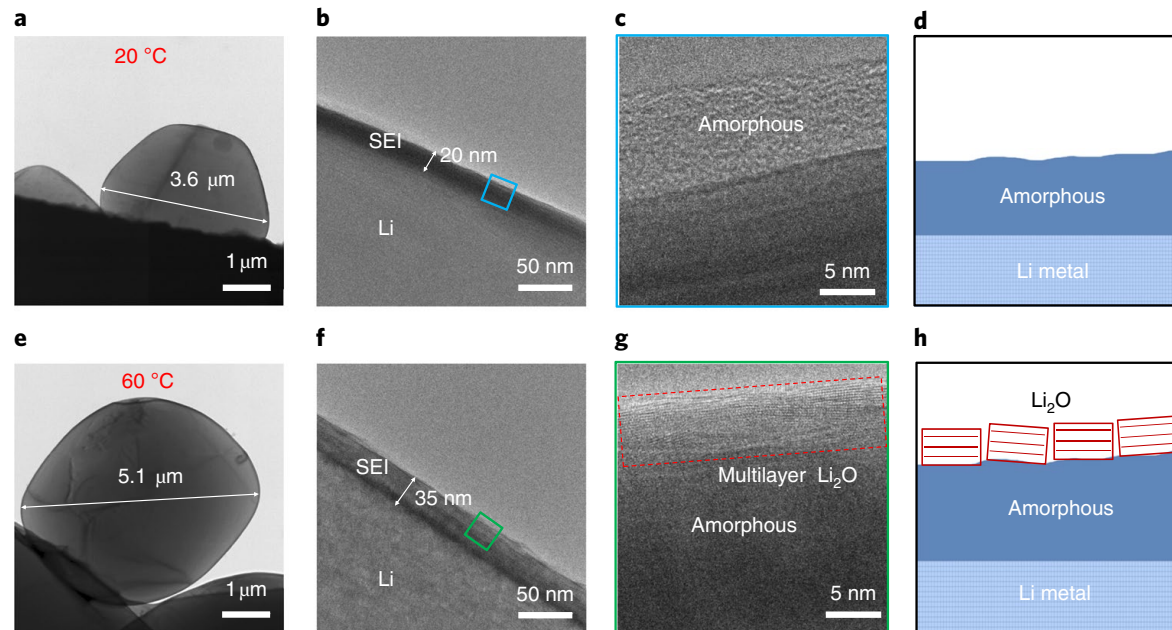 a
20 °C
3.6 μm
1 μm
b
SEI
20 nm
Li
50 nm
c
Amorphous
5 nm
d
Amorphous
Li metal
e
60 °C
5.1 μm
1 μm
f
SEI
35 nm
Li
50 nm
g
Multilayer Li₂O
Amorphous
5 nm
h
Li₂O
Amorphous
Li metal